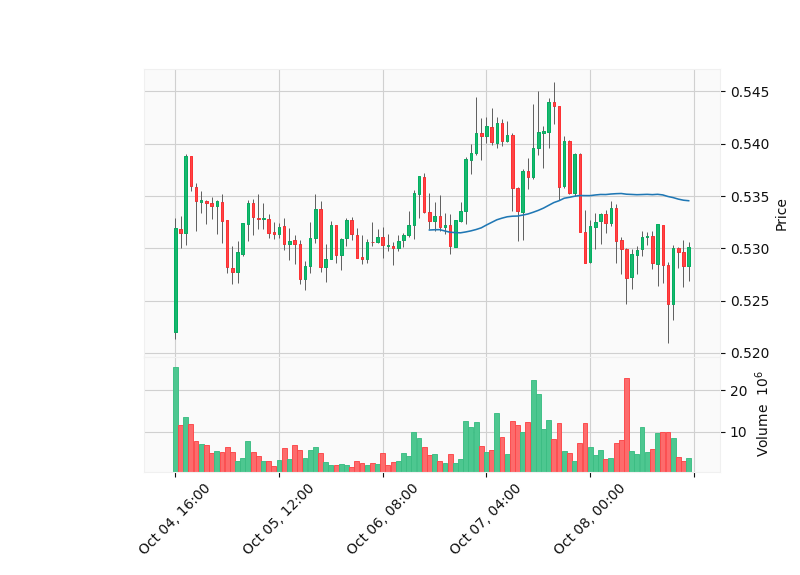 0.545
0.540
0.535
0.530
0.525
0.520
Price
20
10
Volume 10^6
Oct 04, 16:00
Oct 05, 12:00
Oct 06, 08:00
Oct 07, 04:00
Oct 08, 00:00